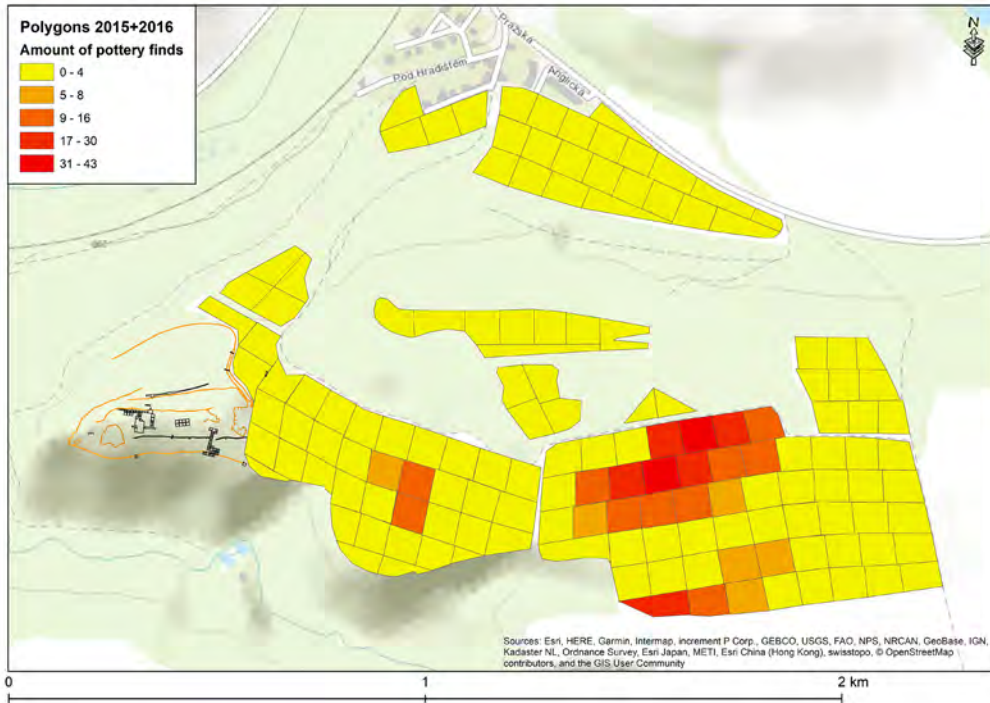 Polygons 2015+2016
Amount of pottery finds
0 - 4
5 - 8
9 - 16
17 - 30
31 - 43
Pražská
Pod Hradištěm
Anglická
N
Sources: Esri, HERE, Garmin, Intermap, increment P Corp., GEBCO, USGS, FAO, NPS, NRCAN, GeoBase, IGN,
Kadaster NL, Ordnance Survey, Esri Japan, METI, Esri China (Hong Kong), swisstopo, © OpenStreetMap
contributors, and the GIS User Community
0
1
2 km